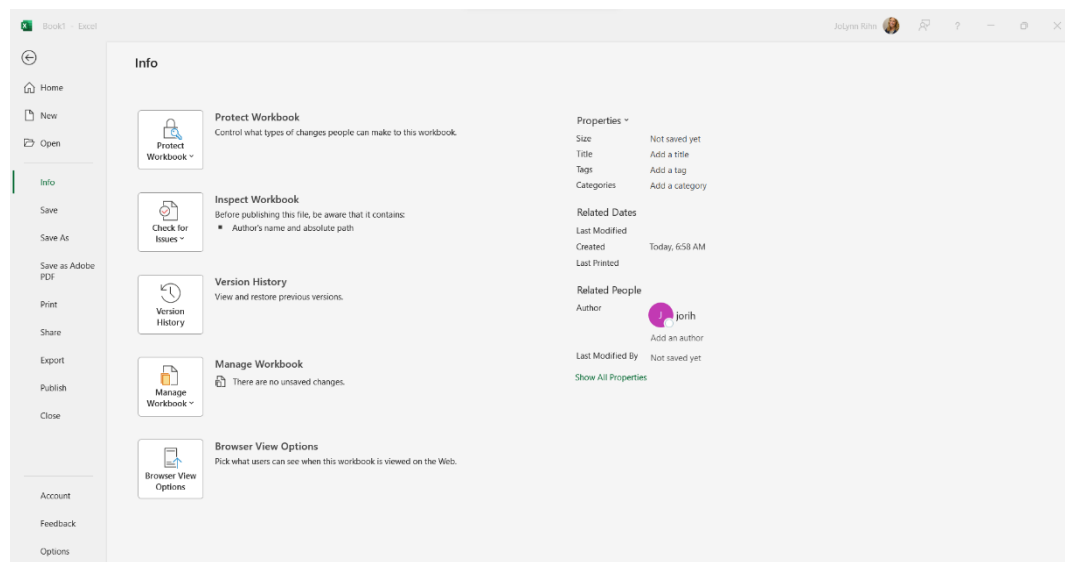 Book1 - Excel
JoLynn Rihn
?
Info
Home
New
Open
Info
Save
Save As
Save as Adobe
PDF
Print
Share
Export
Publish
Close
Account
Feedback
Options
Protect
Workbook
Protect Workbook
Control what types of changes people can make to this workbook.
Check for
Issues
Inspect Workbook
Before publishing this file, be aware that it contains:
Author's name and absolute path
Version
History
Version History
View and restore previous versions.
Manage
Workbook
Manage Workbook
There are no unsaved changes.
Browser View
Options
Browser View Options
Pick what users can see when this workbook is viewed on the Web.
Properties
Size Not saved yet
Title Add a title
Tags Add a tag
Categories Add a category
Related Dates
Last Modified
Created Today, 6:58 AM
Last Printed
Related People
Author J jorih
Add an author
Last Modified By Not saved yet
Show All Properties